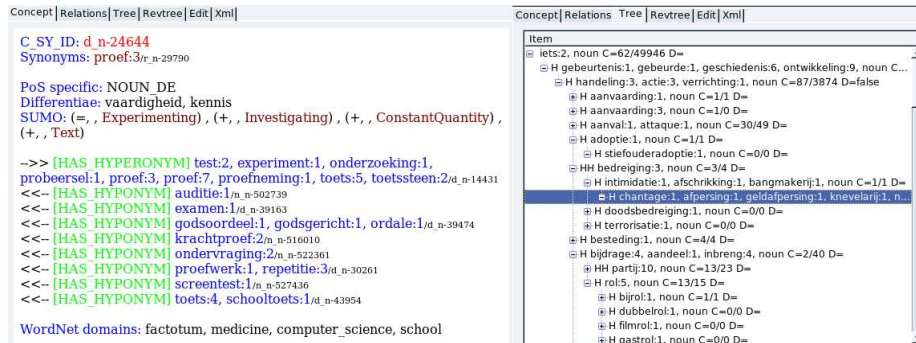 Concept| Relations| Tree | Revtree | Edit | Xml|
C_SY_ID: d_n-24644
Synonyms: proef:3/r_n-29790
PoS specific: NOUN_DE
Differentiae: vaardigheid, kennis
SUMO: (=, , Experimenting) , (+, , Investigating) , (+, , ConstantQuantity) ,
(+, , Text)
-->> [HAS_HYPERONYM] test:2, experiment:1, onderzoeking:1,
probeersel:1, proef:3, proef:7, proefneming:1, toets:5, toetssteen:2/d_n-14431
<<-- [HAS_HYPONYM] auditie:1/n_n-502739
<<-- [HAS_HYPONYM] examen:1/d_n-39163
<<-- [HAS_HYPONYM] godsoordeel:1, godsgericht:1, ordale:1/d_n-39474
<<-- [HAS_HYPONYM] krachtproef:2/n_n-516010
<<-- [HAS_HYPONYM] ondervraging:2/n_n-522361
<<-- [HAS_HYPONYM] proefwerk:1, repetitie:3/d_n-30261
<<-- [HAS_HYPONYM] screentest:1/n_n-527436
<<-- [HAS_HYPONYM] toets:4, schooltoets:1/d_n-43954
WordNet domains: factotum, medicine, computer_science, school
Concept| Relations Tree | Revtree | Edit | Xml|
Item
iets:2, noun C=62/49946 D=
H gebeurtenis:1, gebeurde:1, geschiedenis:6, ontwikkeling:9, noun C...
H handeling:3, actie:3, verrichting:1, noun C=87/3874 D=false
H aanvaarding:1, noun C=1/1 D=
H aanvaarding:3, noun C=1/0 D=
H aanval:1, attaque:1, noun C=30/49 D=
H adoptie:1, noun C=1/1 D=
H stiefouderadoptie:1, noun C=0/0 D=
HH bedreiging:3, noun C=3/4 D=
H intimidatie:1, afschrikking:1, bangmakerij:1, noun C=1/1 D=
H chantage:1, afpersing:1, geldafpersing:1, knevelarij:1, n...
H doodsbedreiging:1, noun C=0/0 D=
H terrorisatie:1, noun C=0/0 D=
H besteding:1, noun C=4/4 D=
H bijdrage:4, aandeel:1, inbreng:4, noun C=2/40 D=
HH partij:10, noun C=13/23 D=
H rol:5, noun C=13/15 D=
H bijrol:1, noun C=1/1 D=
H dubbelrol:1, noun C=0/0 D=
H filmrol:1, noun C=0/0 D=
H gastrol:1, noun C=0/0 D=